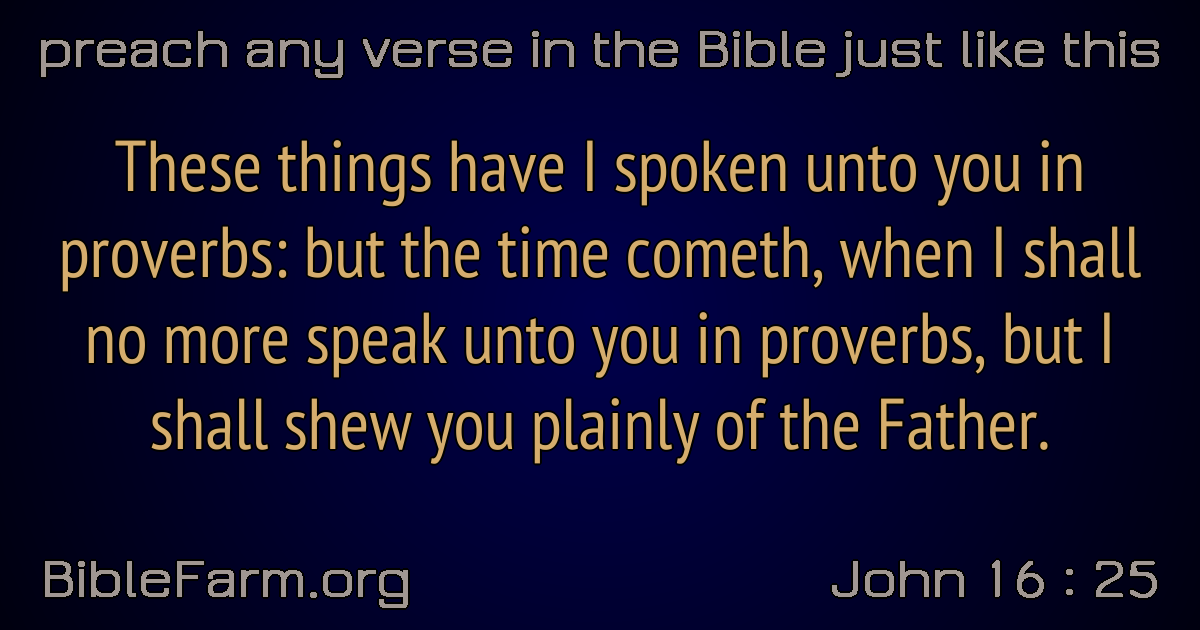 preach any verse in the Bible just like this
These things have I spoken unto you in
proverbs: but the time cometh, when I shall
no more speak unto you in proverbs, but I
shall shew you plainly of the Father.
BibleFarm.org
John 16 : 25